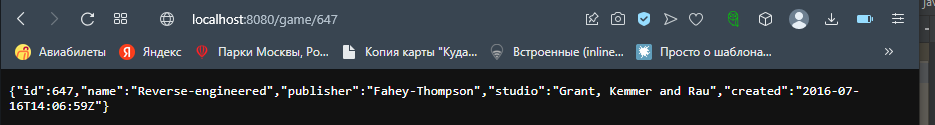 localhost:8080/game/647
Авиабилеты Яндекс Парки Москвы, Ро... Копия карты "Куда... Встроенные (inline... Просто о шаблона... »
{"id":647,"name":"Reverse-engineered","publisher":"Fahey-Thompson","studio":"Grant, Kemmer and Rau","created":"2016-07-
16T14:06:59Z"}